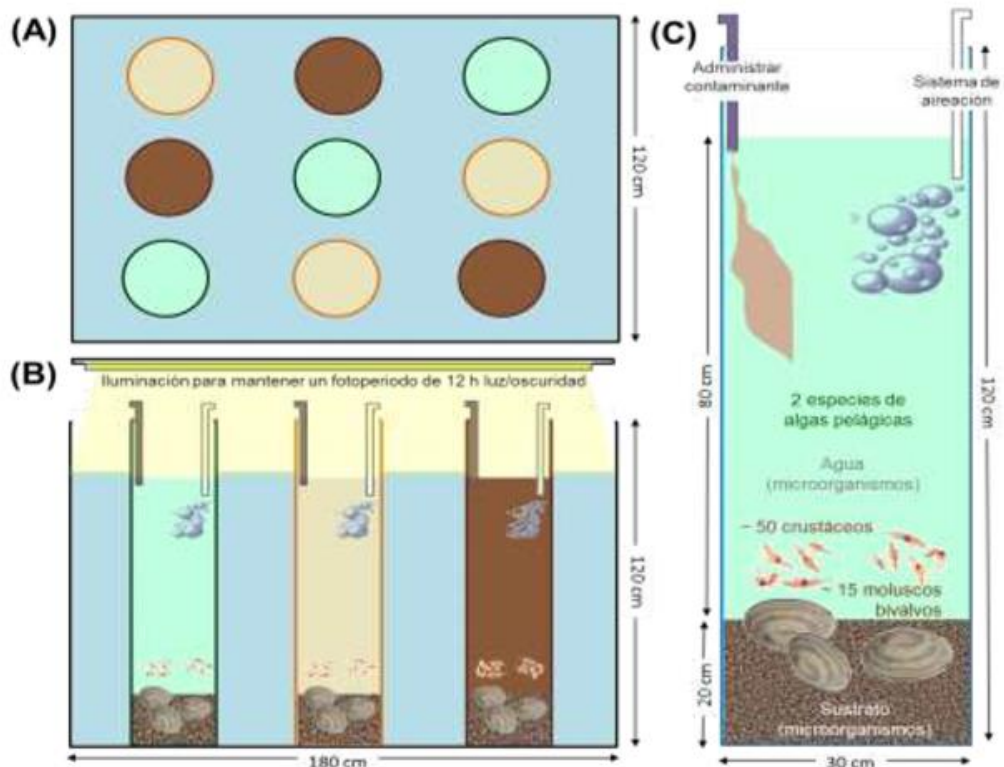 (A)
120 cm
(B)
Iluminación para mantener un fotoperiodo de 12 h luz/oscuridad
120 cm
180 cm
(C)
Administrar
contaminante
Sistema de
aireación
80 cm
120 cm
2 especies de
algas pelágicas
Agua
(microorganismos)
~ 50 crustáceos
~ 15 moluscos
bivalvos
20 cm
Sustrato
(microorganismos)
30 cm